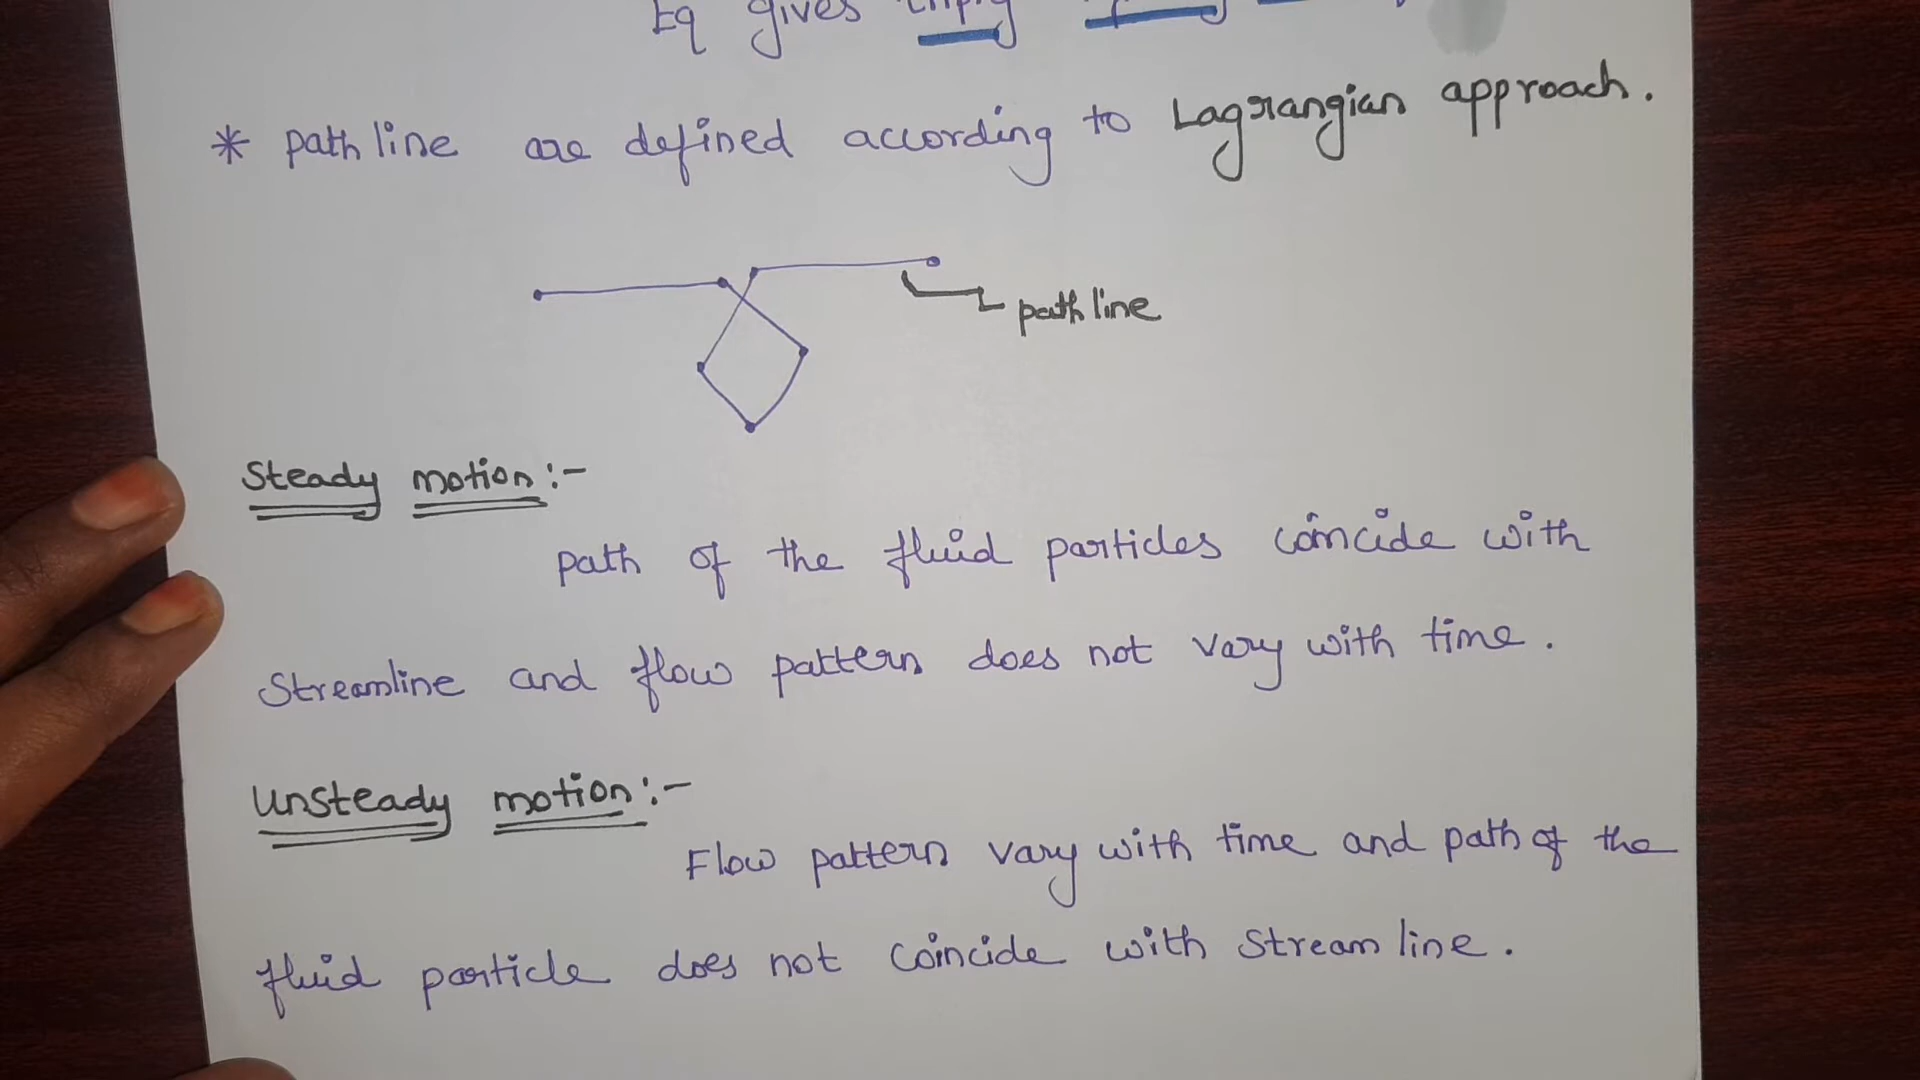 Eq gives
* path line are defined according to Lagrangian approach.
path line
Steady motion:-
path of the fluid particles coincide with
Streamline and flow pattern does not vary with time.
Unsteady motion:-
Flow pattern vary with time and path of the
fluid particle does not coincide with stream line.